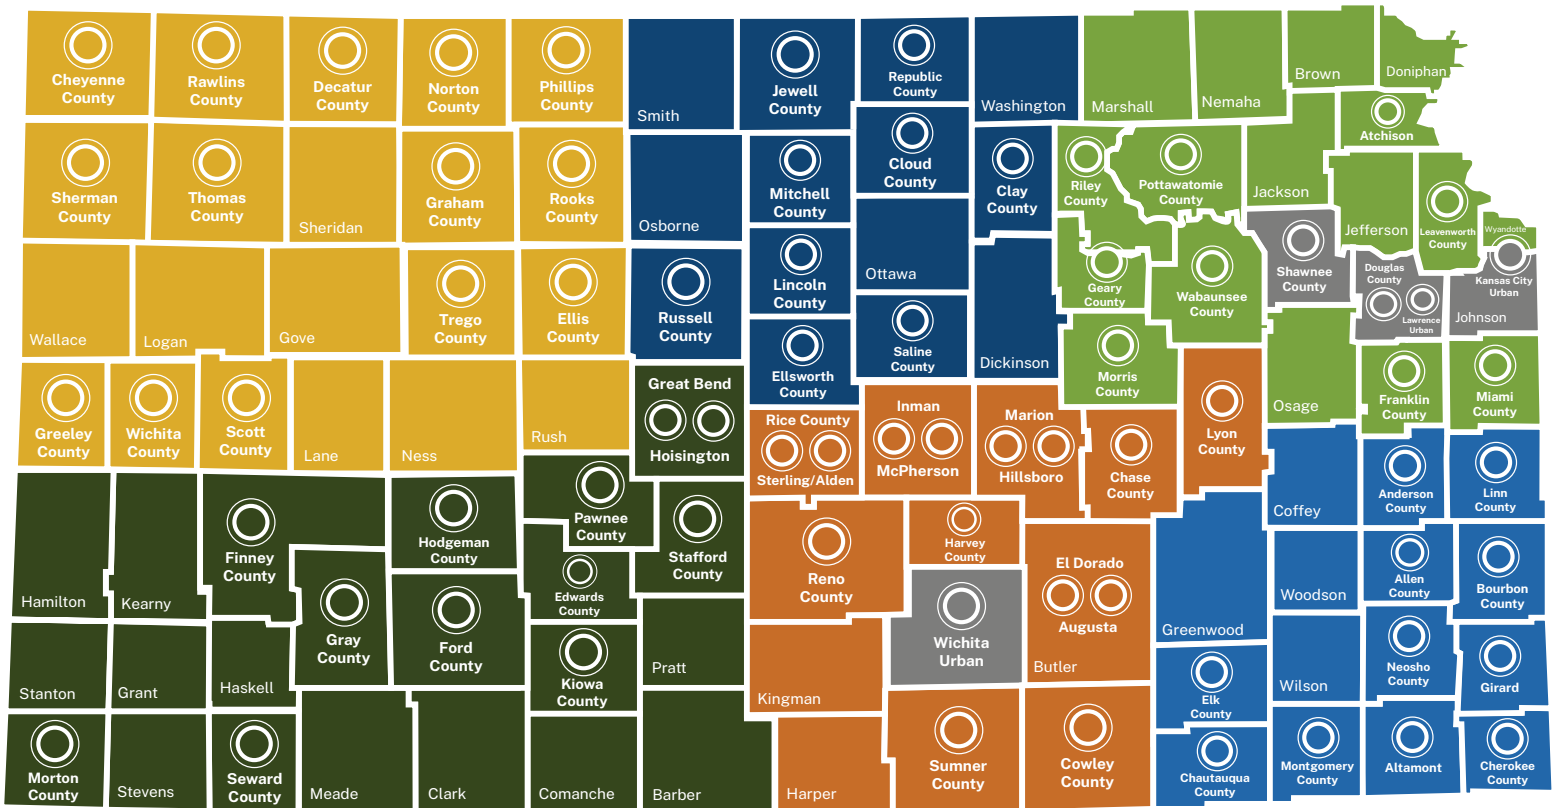 Cheyenne
County
Rawlins
County
Decatur
County
Norton
County
Phillips
County
Smith
Jewell
County
Republic
County
Washington
Marshall
Nemaha
Brown
Doniphan
Sherman
County
Thomas
County
Sheridan
Graham
County
Rooks
County
Osborne
Mitchell
County
Cloud
County
Clay
County
Riley
County
Pottawatomie
County
Jackson
Atchison
Jefferson
Leavenworth
County
Wyandotte
Wallace
Logan
Gove
Trego
County
Ellis
County
Russell
County
Lincoln
County
Ottawa
Saline
County
Dickinson
Geary
County
Wabaunsee
County
Shawnee
County
Douglas
County
Lawrence
Urban
Kansas City
Urban
Johnson
Greeley
County
Wichita
County
Scott
County
Lane
Ness
Rush
Great Bend
Hoisington
Ellsworth
County
Rice County
Sterling/Alden
Inman
McPherson
Marion
Hillsboro
Morris
County
Chase
County
Lyon
County
Osage
Franklin
County
Miami
County
Hamilton
Kearny
Finney
County
Hodgeman
County
Pawnee
County
Edwards
County
Stafford
County
Reno
County
Harvey
County
El Dorado
Augusta
Butler
Greenwood
Coffey
Anderson
County
Linn
County
Woodson
Allen
County
Bourbon
County
Stanton
Grant
Haskell
Gray
County
Ford
County
Kiowa
County
Pratt
Kingman
Wichita
Urban
Elk
County
Wilson
Neosho
County
Girard
Morton
County
Stevens
Seward
County
Meade
Clark
Comanche
Barber
Harper
Sumner
County
Cowley
County
Chautauqua
County
Montgomery
County
Altamont
Cherokee
County